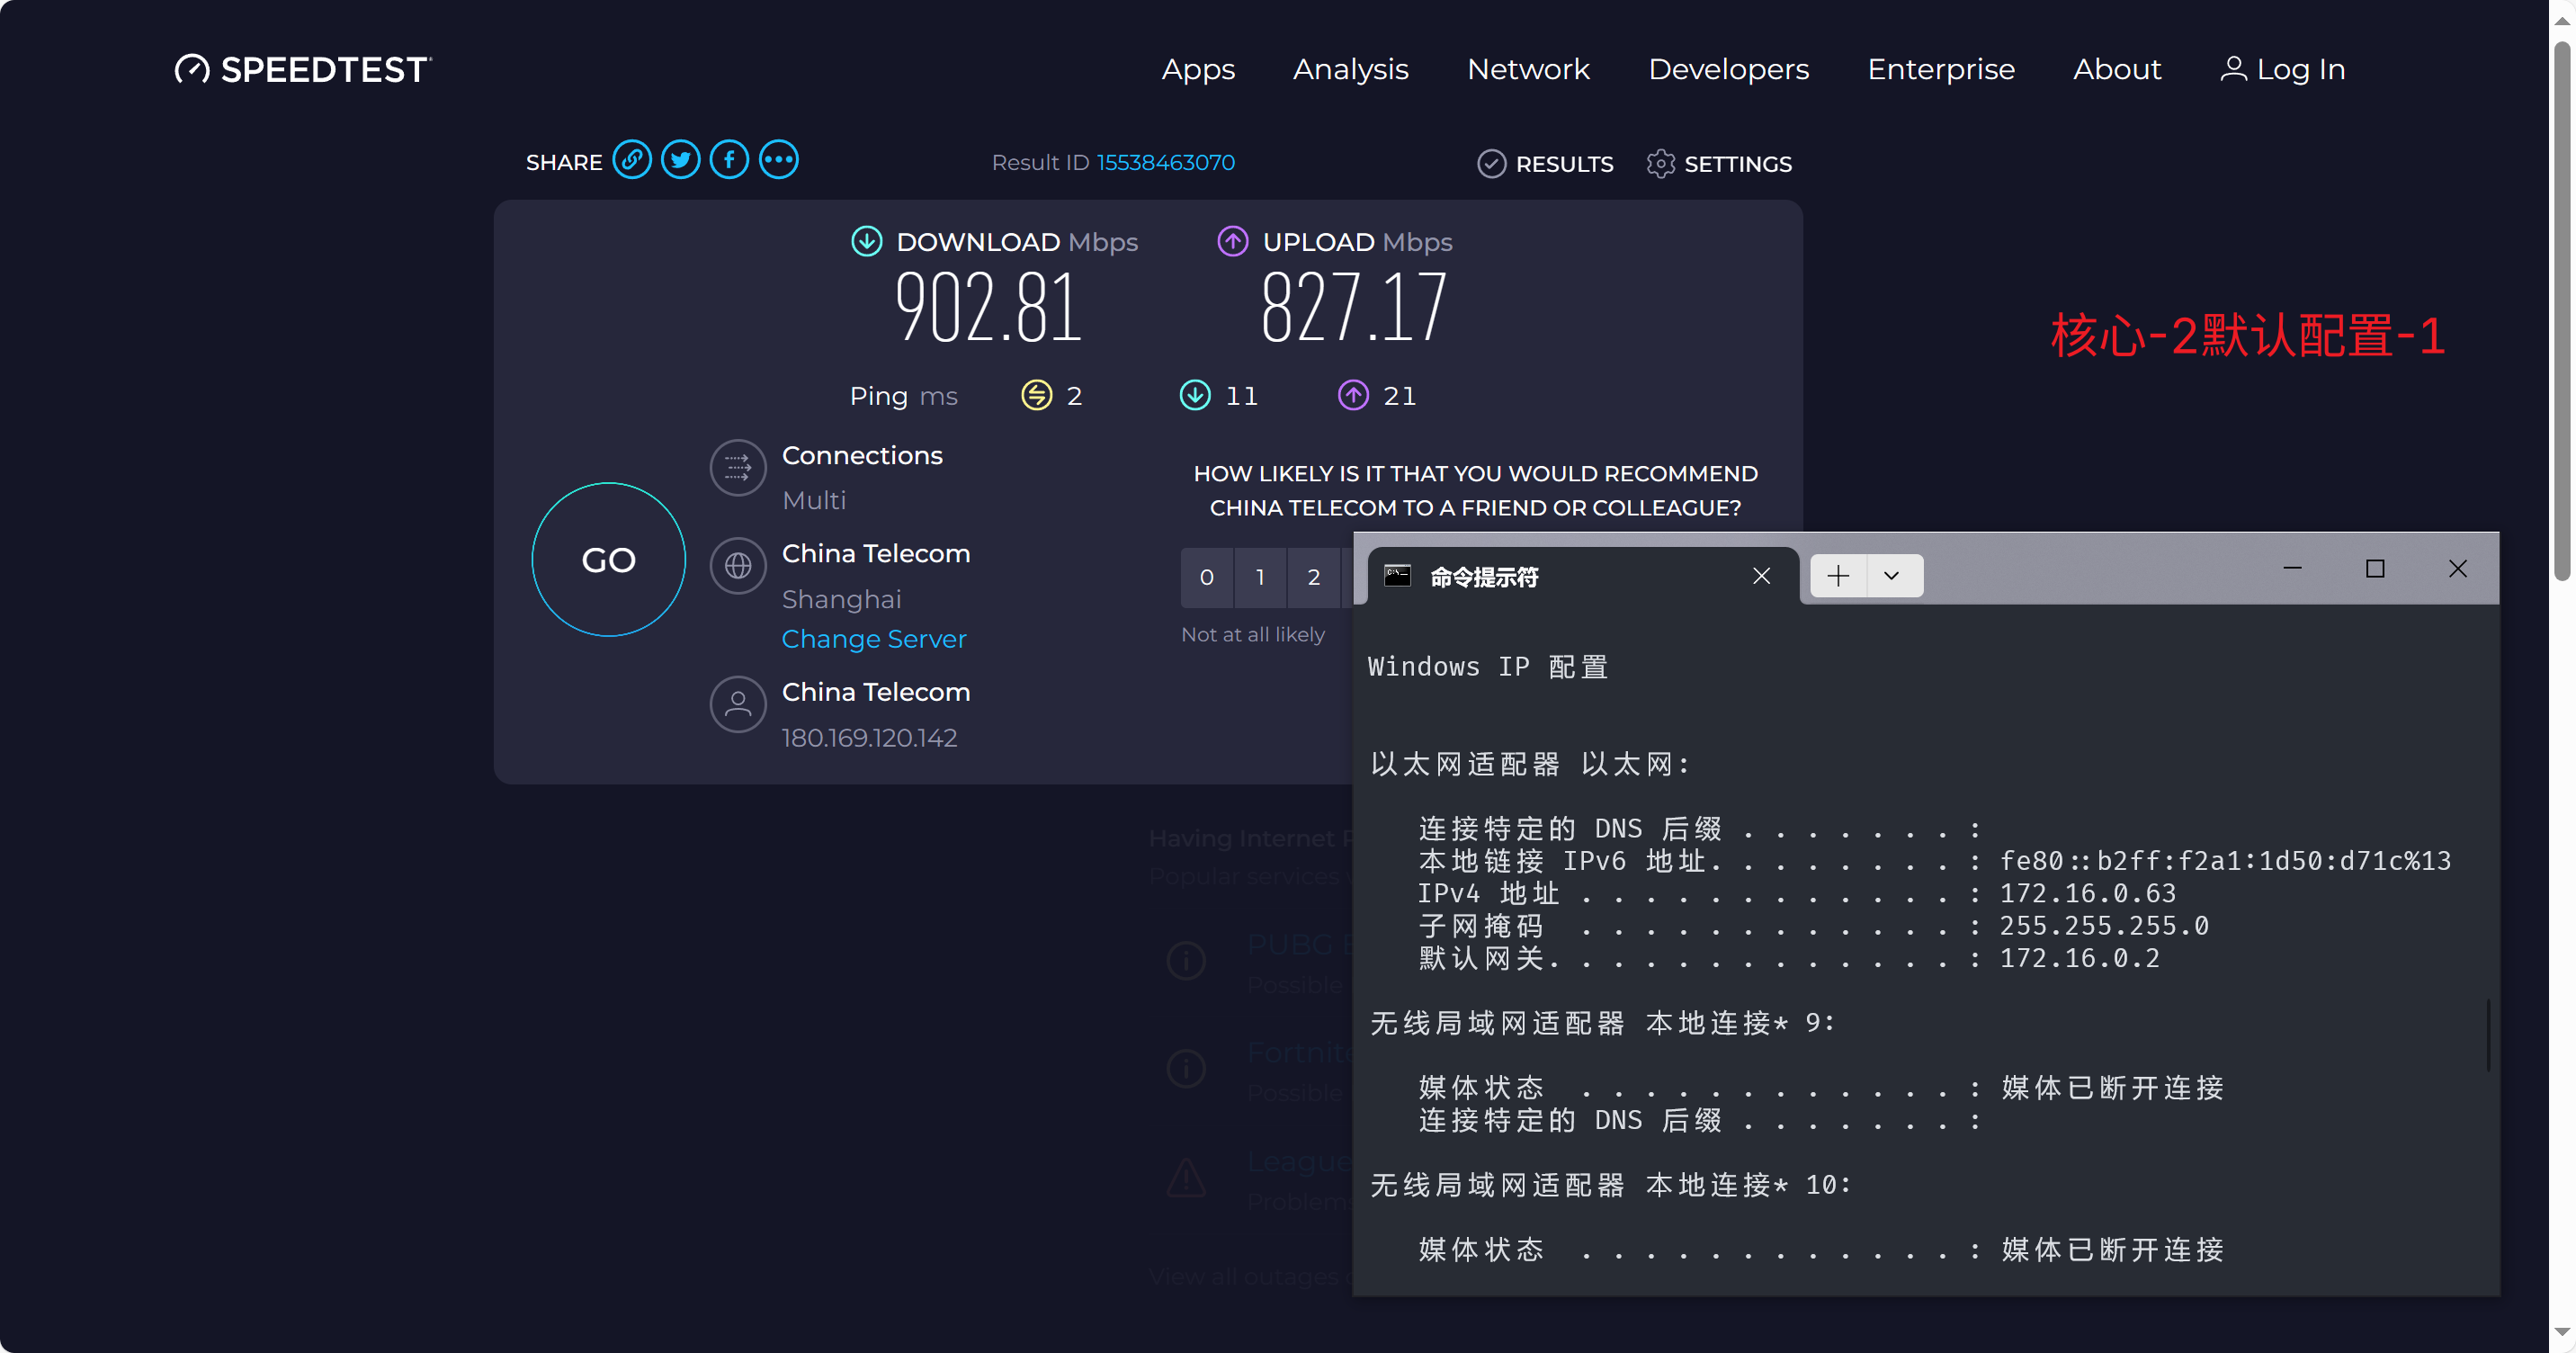 SPEEDTEST
Apps Analysis Network Developers Enterprise About Log In
SHARE Result ID 15538463070 RESULTS SETTINGS
DOWNLOAD Mbps UPLOAD Mbps
902.81 827.17
核心-2默认配置-1
Ping ms 2 11 21
Connections
Multi
HOW LIKELY IS IT THAT YOU WOULD RECOMMEND
CHINA TELECOM TO A FRIEND OR COLLEAGUE?
GO
China Telecom
Shanghai
Change Server
0 1 2
Not at all likely
China Telecom
180.169.120.142
Having Internet
Popular services
PUBG
Possible
Fortnite
Possible
League
Problems
View all outages
命令提示符
Windows IP 配置
以太网适配器 以太网:
连接特定的 DNS 后缀 . . . . . . . :
本地链接 IPv6 地址. . . . . . . . : fe80::b2ff:f2a1:1d50:d71c%13
IPv4 地址 . . . . . . . . . . . . : 172.16.0.63
子网掩码 . . . . . . . . . . . . : 255.255.255.0
默认网关. . . . . . . . . . . . . : 172.16.0.2
无线局域网适配器 本地连接* 9:
媒体状态 . . . . . . . . . . . . : 媒体已断开连接
连接特定的 DNS 后缀 . . . . . . . :
无线局域网适配器 本地连接* 10:
媒体状态 . . . . . . . . . . . . : 媒体已断开连接